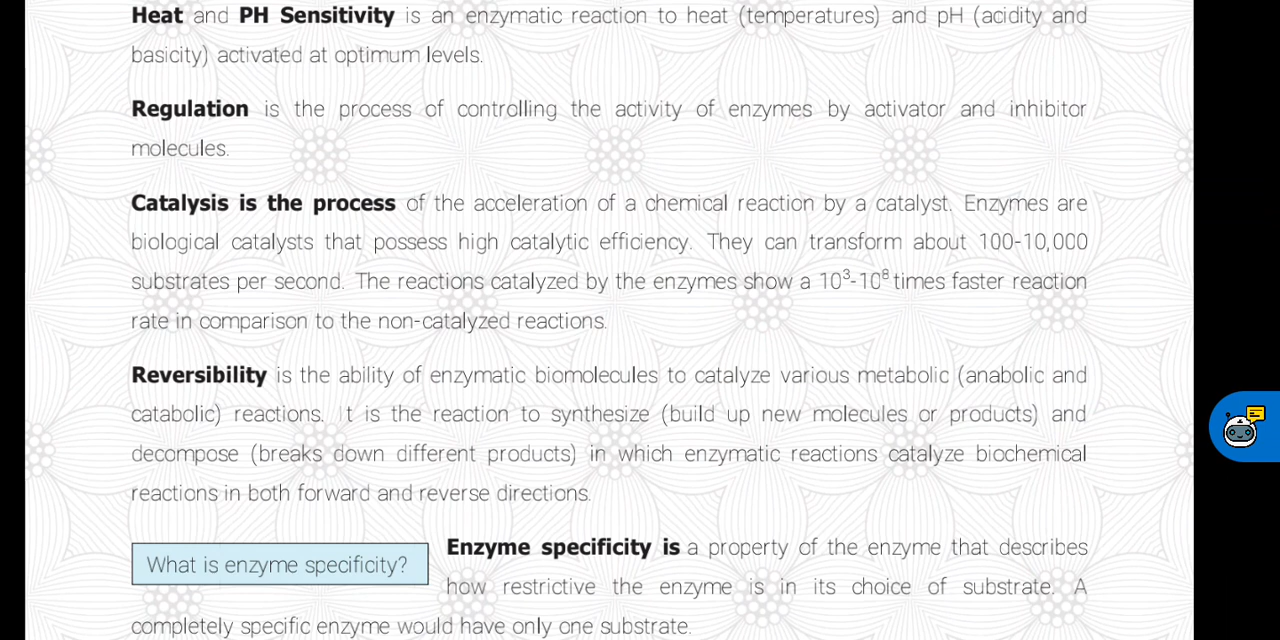 Heat and PH Sensitivity is an enzymatic reaction to heat (temperatures) and pH (acidity and
basicity) activated at optimum levels.
Regulation is the process of controlling the activity of enzymes by activator and inhibitor
molecules.
Catalysis is the process of the acceleration of a chemical reaction by a catalyst. Enzymes are
biological catalysts that possess high catalytic efficiency. They can transform about 100-10,000
substrates per second. The reactions catalyzed by the enzymes show a 10³-10⁸ times faster reaction
rate in comparison to the non-catalyzed reactions.
Reversibility is the ability of enzymatic biomolecules to catalyze various metabolic (anabolic and
catabolic) reactions. It is the reaction to synthesize (build up new molecules or products) and
decompose (breaks down different products) in which enzymatic reactions catalyze biochemical
reactions in both forward and reverse directions.
What is enzyme specificity?
Enzyme specificity is a property of the enzyme that describes
how restrictive the enzyme is in its choice of substrate. A
completely specific enzyme would have only one substrate.